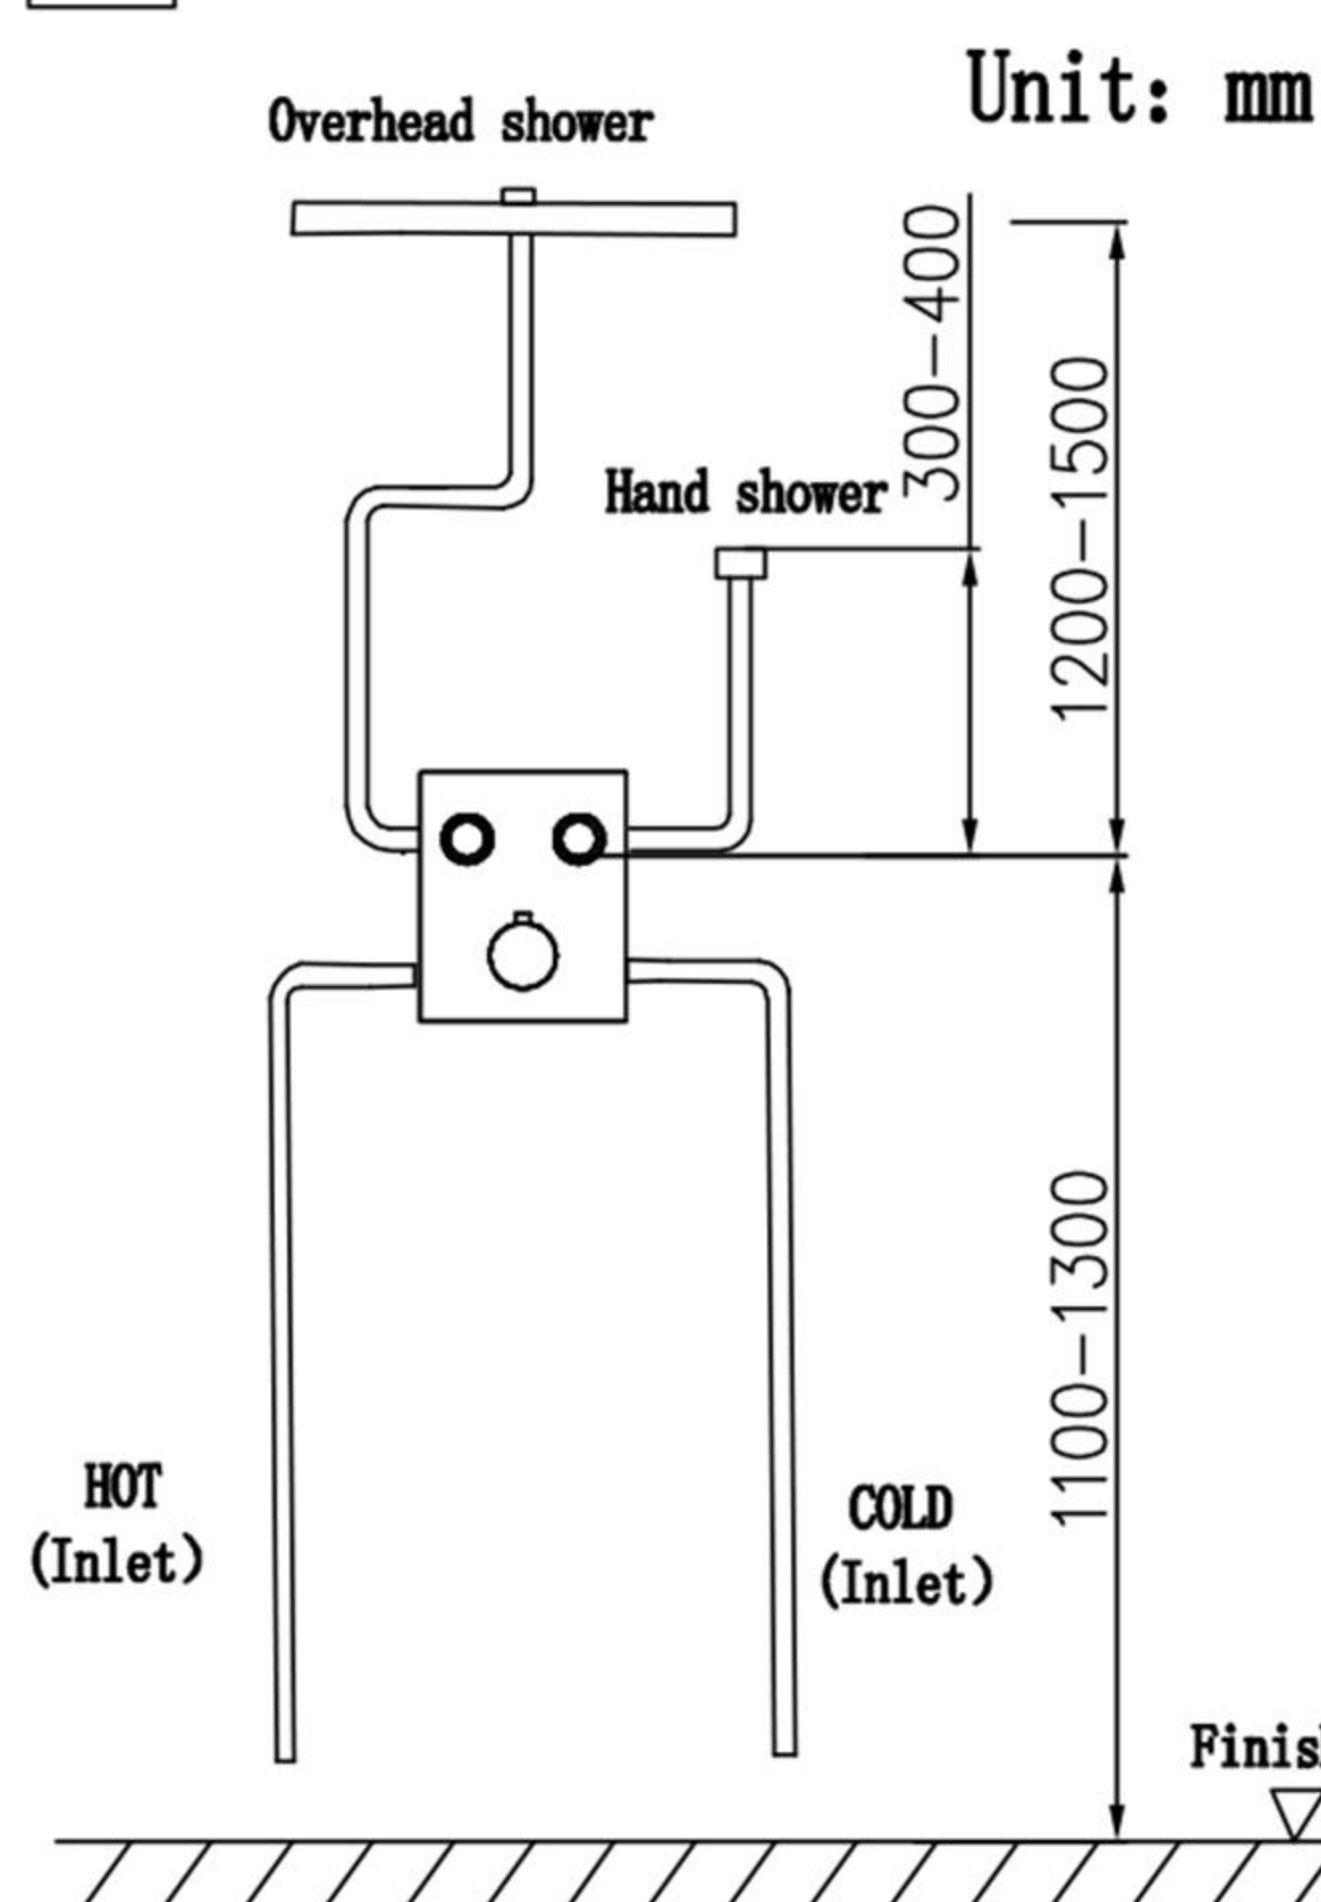 Unit: mm
Overhead shower
300-400
1200-1500
Hand shower
1100-1300
HOT
(Inlet)
COLD
(Inlet)